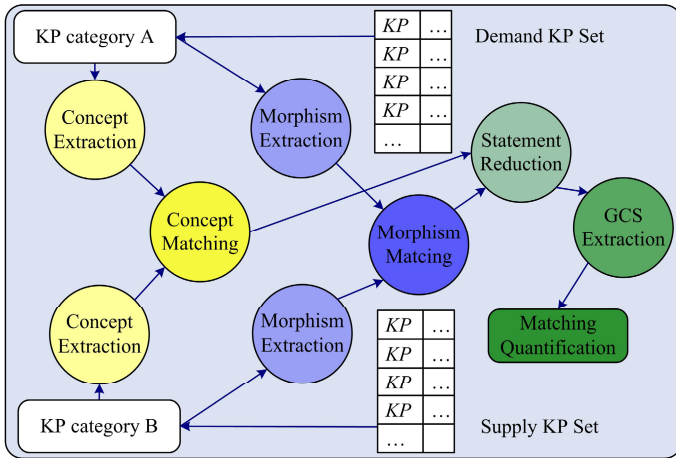 KP category A
KP ...
KP ...
KP ...
KP ...
...
Demand KP Set
Concept
Extraction
Morphism
Extraction
Statement
Reduction
Concept
Matching
Morphism
Matcing
GCS
Extraction
Concept
Extraction
Morphism
Extraction
Matching
Quantification
KP category B
KP ...
KP ...
KP ...
KP ...
...
Supply KP Set